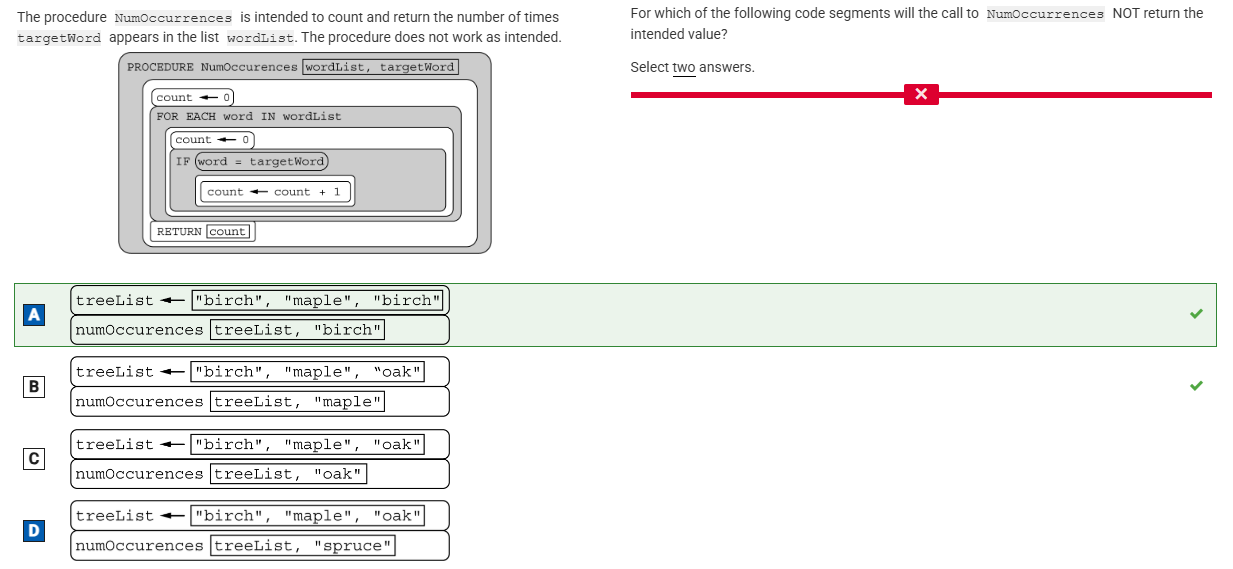 The procedure NumOccurrences is intended to count and return the number of times
targetWord appears in the list wordList. The procedure does not work as intended.
PROCEDURE NumOccurences wordList, targetWord
count ← 0
FOR EACH word IN wordList
count ← 0
IF word = targetWord
count ← count + 1
RETURN count
For which of the following code segments will the call to NumOccurrences NOT return the
intended value?
Select two answers.
A
treeList ← "birch", "maple", "birch"
numOccurences treeList, "birch"
B
treeList ← "birch", "maple", “oak"
numOccurences treeList, "maple"
C
treeList ← "birch", "maple", "oak"
numOccurences treeList, "oak"
D
treeList ← "birch", "maple", "oak"
numOccurences treeList, "spruce"